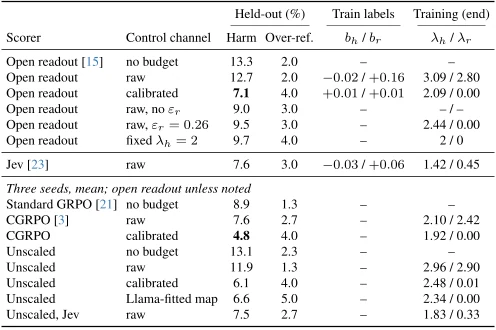 Held-out (%) Train labels Training (end)
Scorer Control channel Harm Over-ref. b_h / b_r λ_h / λ_r
Open readout [15] no budget 13.3 2.0 – –
Open readout raw 12.7 2.0 −0.02 / +0.16 3.09 / 2.80
Open readout calibrated 7.1 4.0 +0.01 / +0.01 2.09 / 0.00
Open readout raw, no ε_r 9.0 3.0 – – / –
Open readout raw, ε_r = 0.26 9.5 3.0 – 2.44 / 0.00
Open readout fixed λ_h = 2 9.7 4.0 – 2 / 0
Jev [23] raw 7.6 3.0 −0.03 / +0.06 1.42 / 0.45
Three seeds, mean; open readout unless noted
Standard GRPO [21] no budget 8.9 1.3 – –
CGRPO [3] raw 7.6 2.7 – 2.10 / 2.42
CGRPO calibrated 4.8 4.0 – 1.92 / 0.00
Unscaled no budget 13.1 2.3 – –
Unscaled raw 11.9 1.3 – 2.96 / 2.90
Unscaled calibrated 6.1 4.0 – 2.48 / 0.01
Unscaled Llama-fitted map 6.6 5.0 – 2.34 / 0.00
Unscaled, Jev raw 7.5 2.7 – 1.83 / 0.33